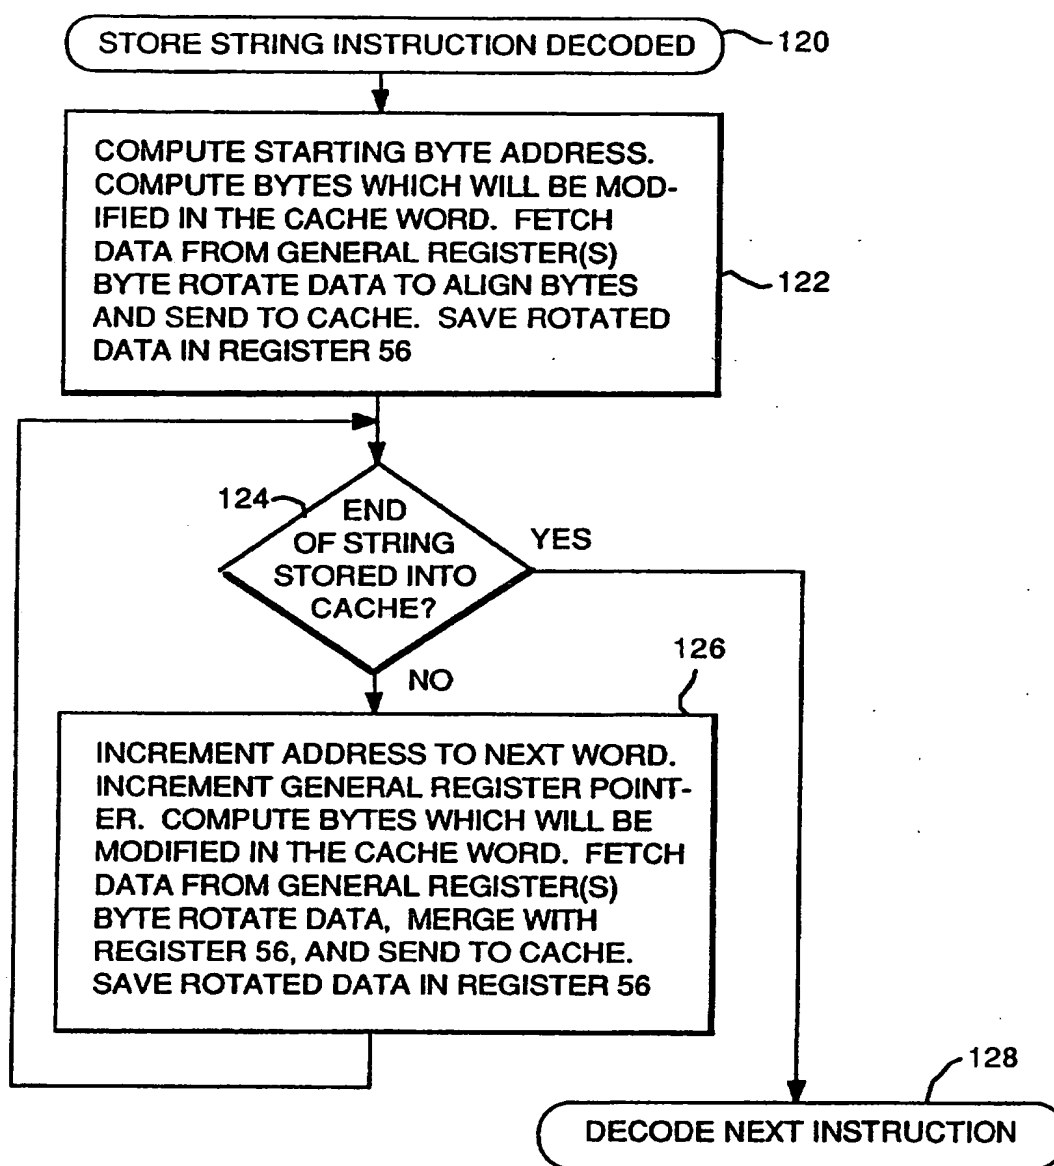 STORE STRING INSTRUCTION DECODED
120
COMPUTE STARTING BYTE ADDRESS.
COMPUTE BYTES WHICH WILL BE MOD-
IFIED IN THE CACHE WORD. FETCH
DATA FROM GENERAL REGISTER(S)
BYTE ROTATE DATA TO ALIGN BYTES
AND SEND TO CACHE. SAVE ROTATED
DATA IN REGISTER 56
122
124
END
OF STRING
STORED INTO
CACHE?
YES
NO
126
INCREMENT ADDRESS TO NEXT WORD.
INCREMENT GENERAL REGISTER POINT-
ER. COMPUTE BYTES WHICH WILL BE
MODIFIED IN THE CACHE WORD. FETCH
DATA FROM GENERAL REGISTER(S)
BYTE ROTATE DATA, MERGE WITH
REGISTER 56, AND SEND TO CACHE.
SAVE ROTATED DATA IN REGISTER 56
128
DECODE NEXT INSTRUCTION